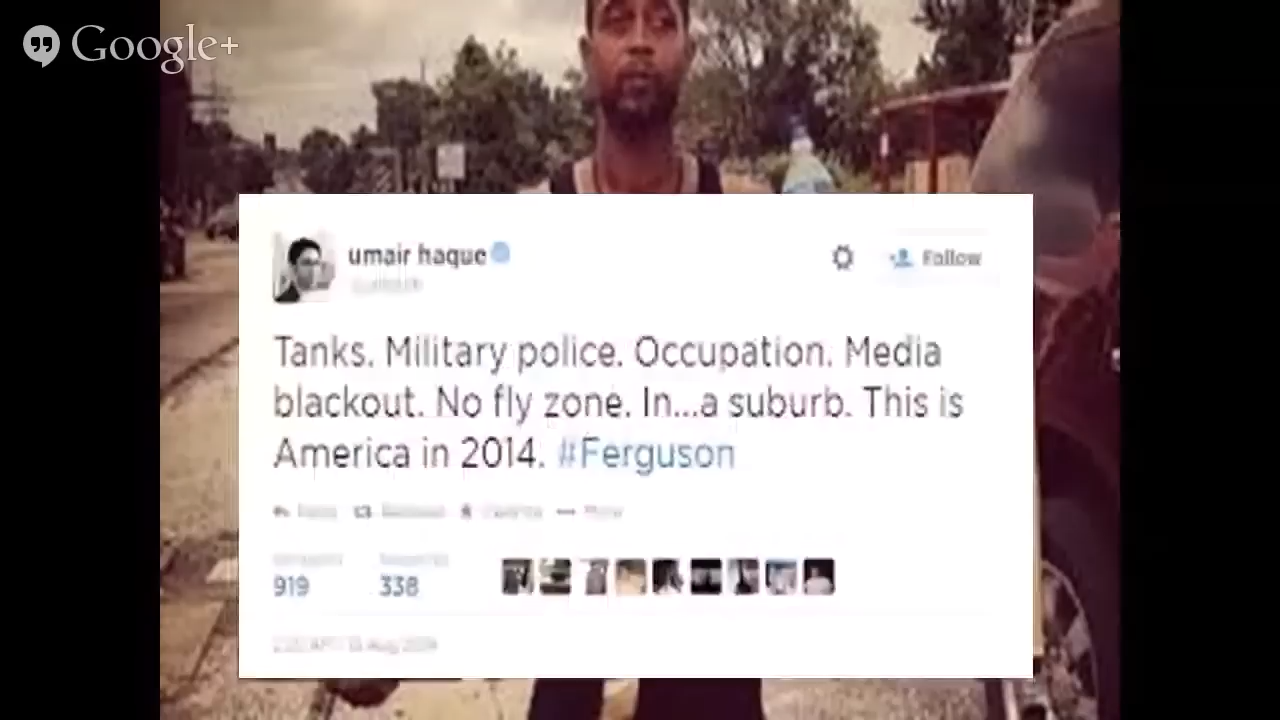 Google+
umair haque
Follow
Tanks. Military police. Occupation. Media
blackout. No fly zone. In...a suburb. This is
America in 2014. #Ferguson
919 338